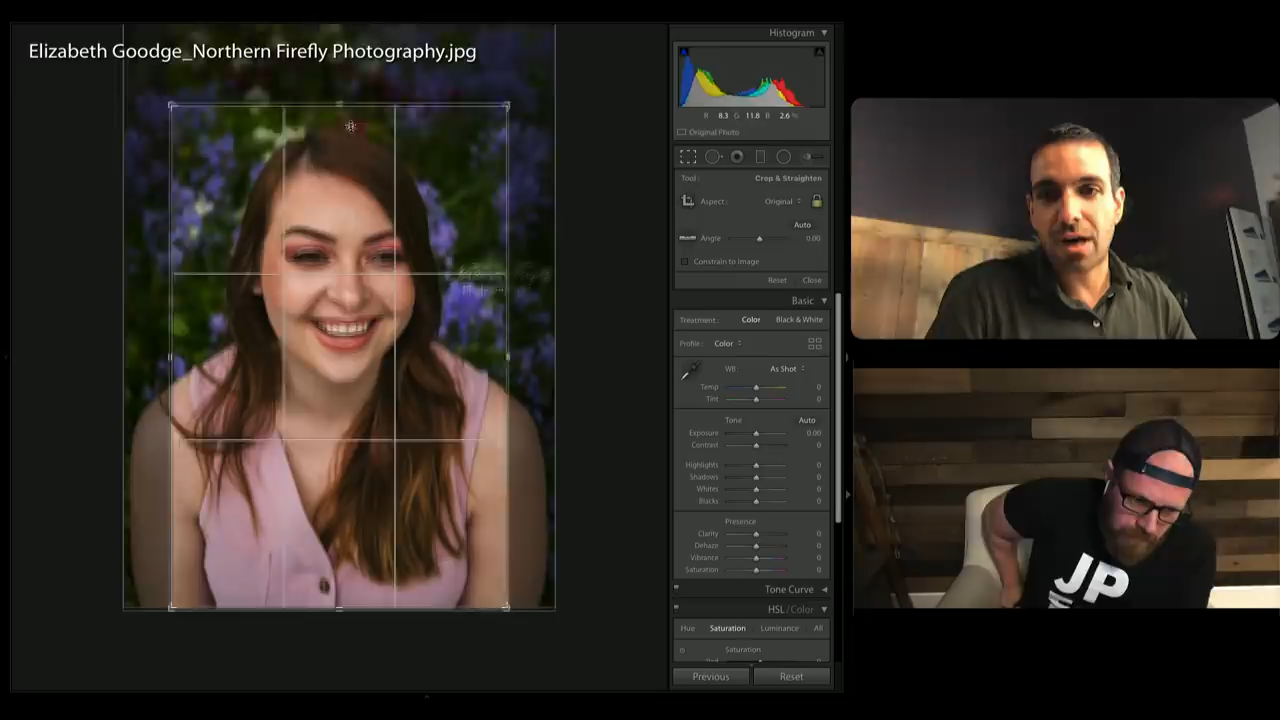 Elizabeth Goodge_Northern Firefly Photography.jpg
Histogram
R 8.3 G 11.8 B 2.6 %
Original Photo
Tool : Crop & Straighten
Aspect : Original
Auto
Angle 0.00
Constrain to Image
Reset Close
Basic
Treatment : Color Black & White
Profile : Color
WB: As Shot
Temp 0
Tint 0
Tone Auto
Exposure 0.00
Contrast 0
Highlights 0
Shadows 0
Whites 0
Blacks 0
Presence
Clarity 0
Dehaze 0
Vibrance 0
Saturation 0
Tone Curve
HSL / Color
Hue Saturation Luminance All
Saturation
Previous Reset
JP